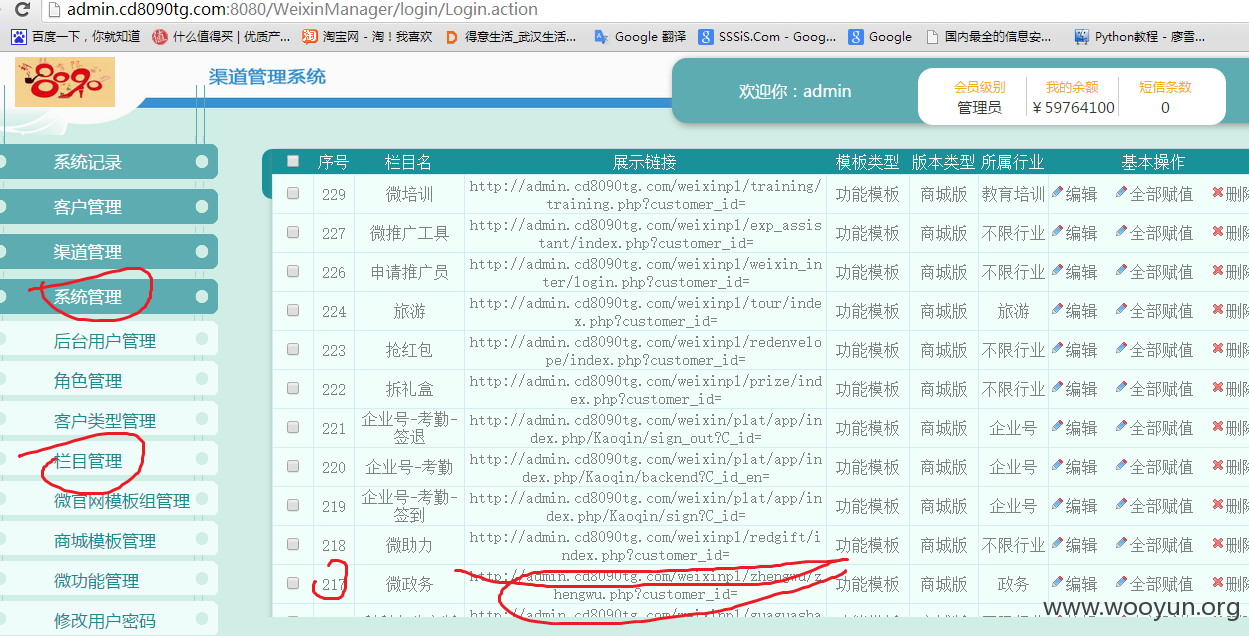 admin.cd8090tg.com:8080/WeixinManager/login/Login.action
百度一下，你就知道 什么值得买 | 优质产... 淘宝网 - 淘！我喜欢 得意生活_武汉生活... Google 翻译 SSSiS.Com - Goog... Google 国内最全的信息安... Python教程 - 廖雪...
8090
渠道管理系统
欢迎你：admin
会员级别 我的余额 短信条数
管理员 ￥59764100 0
系统记录
客户管理
渠道管理
系统管理
后台用户管理
角色管理
客户类型管理
栏目管理
微官网模板组管理
商城模板管理
微功能管理
修改用户密码
序号 栏目名 展示链接 模板类型 版本类型 所属行业 基本操作
229 微培训 http://admin.cd8090tg.com/weixinpl/training/
training.php?customer_id= 功能模板 商城版 教育培训 编辑 全部赋值 删除
227 微推广工具 http://admin.cd8090tg.com/weixinpl/exp_assis
tant/index.php?customer_id= 功能模板 商城版 不限行业 编辑 全部赋值 删除
226 申请推广员 http://admin.cd8090tg.com/weixinpl/weixin_in
ter/login.php?customer_id= 功能模板 商城版 不限行业 编辑 全部赋值 删除
224 旅游 http://admin.cd8090tg.com/weixinpl/tour/inde
x.php?customer_id= 功能模板 商城版 旅游 编辑 全部赋值 删除
223 抢红包 http://admin.cd8090tg.com/weixinpl/redenvelo
pe/index.php?customer_id= 功能模板 商城版 不限行业 编辑 全部赋值 删除
222 拆礼盒 http://admin.cd8090tg.com/weixinpl/prize/ind
ex.php?customer_id= 功能模板 商城版 不限行业 编辑 全部赋值 删除
221 企业号-考勤-
签退 http://admin.cd8090tg.com/weixin/plat/app/in
dex.php/Kaoqin/sign_out?C_id= 功能模板 商城版 企业号 编辑 全部赋值 删除
220 企业号-考勤 http://admin.cd8090tg.com/weixin/plat/app/in
dex.php/Kaoqin/backend?C_id_en= 功能模板 商城版 企业号 编辑 全部赋值 删除
219 企业号-考勤-
签到 http://admin.cd8090tg.com/weixin/plat/app/in
dex.php/Kaoqin/sign?C_id= 功能模板 商城版 企业号 编辑 全部赋值 删除
218 微助力 http://admin.cd8090tg.com/weixinpl/redgift/i
ndex.php?customer_id= 功能模板 商城版 不限行业 编辑 全部赋值 删除
217 微政务 http://admin.cd8090tg.com/weixinpl/zhengwu/z
hengwu.php?customer_id= 功能模板 商城版 政务 编辑 全部赋值 删除
http://admin.cd8090tg.com/weixinpl/guaguaka
www.wooyun.org